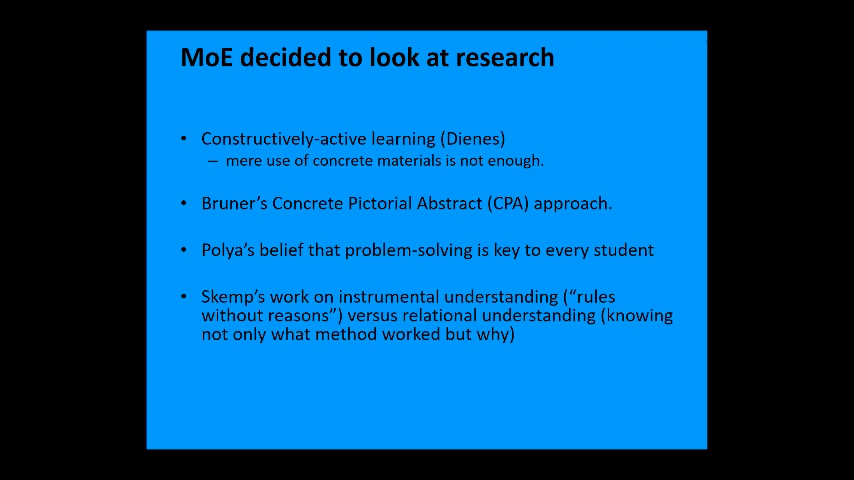 MoE decided to look at research
• Constructively-active learning (Dienes)
– mere use of concrete materials is not enough.
• Bruner’s Concrete Pictorial Abstract (CPA) approach.
• Polya’s belief that problem-solving is key to every student
• Skemp’s work on instrumental understanding (“rules
without reasons”) versus relational understanding (knowing
not only what method worked but why)